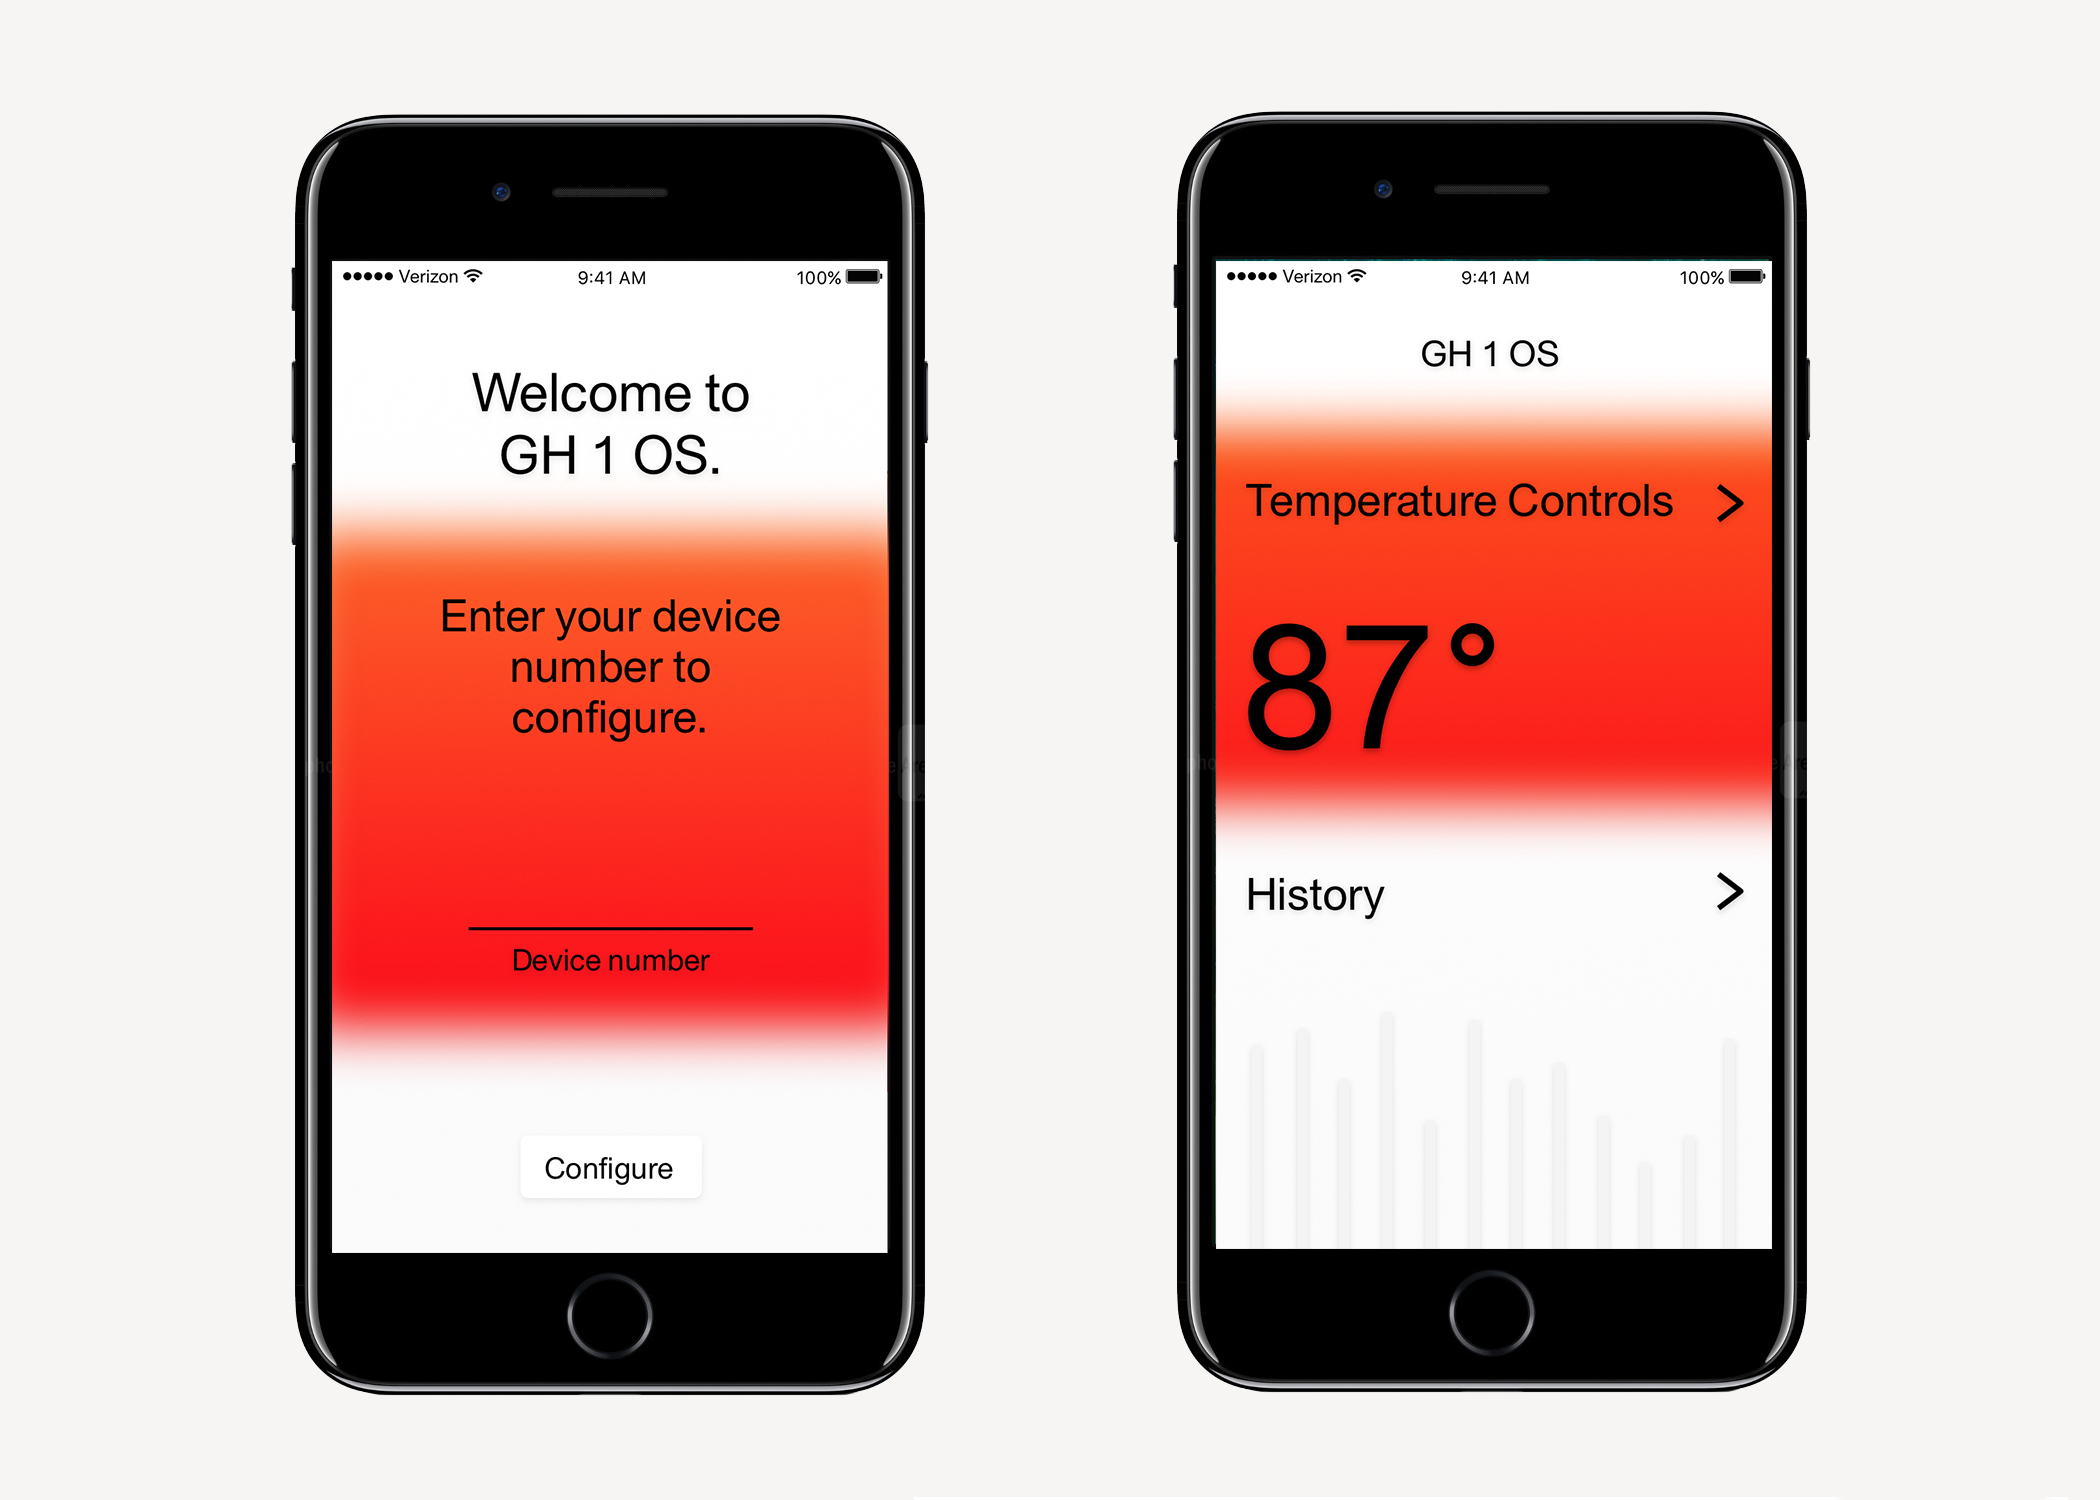 Verizon 9:41 AM 100%
Welcome to
GH 1 OS.
Enter your device
number to
configure.
Device number
Configure
Verizon 9:41 AM 100%
GH 1 OS
Temperature Controls
87°
History